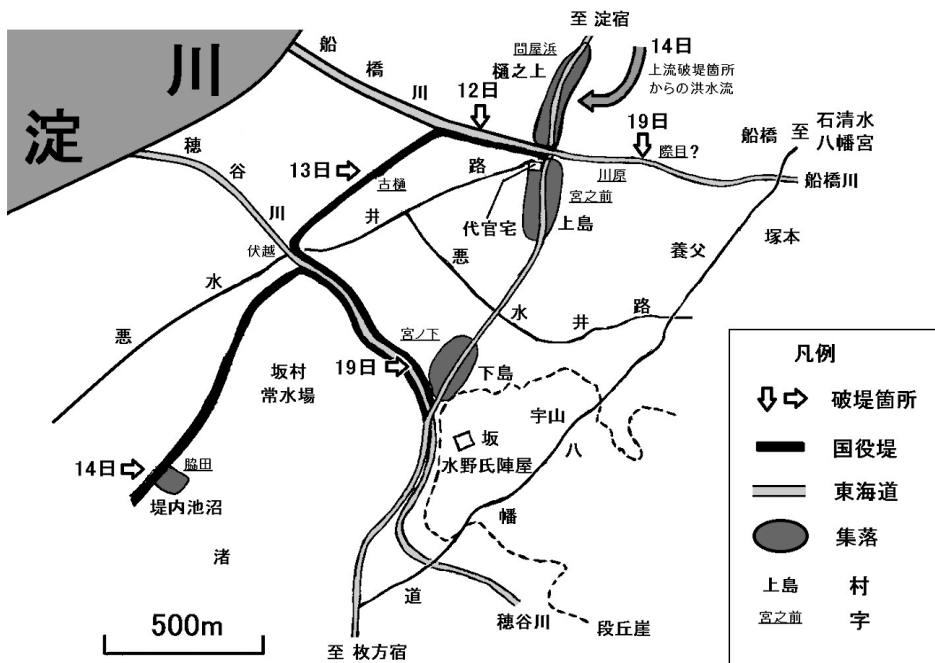 至 淀宿
14日
上流破堤箇所
からの洪水流
問屋浜
樋之上
船橋川
12日
川
淀
19日
際目?
船橋
至 石清水
八幡宮
船橋川
穂谷川
13日
古樋
井路
川原
宮之前
代官宅
上島
養父
塚本
伏越
悪水
悪水井路
宮ノ下
19日
下島
坂村
常水場
宇山
坂
水野氏陣屋
八幡道
14日
脇田
堤内池沼
渚
500m
至 枚方宿
穂谷川
段丘崖
凡例
破堤箇所
国役堤
東海道
集落
上島 村
宮之前 字